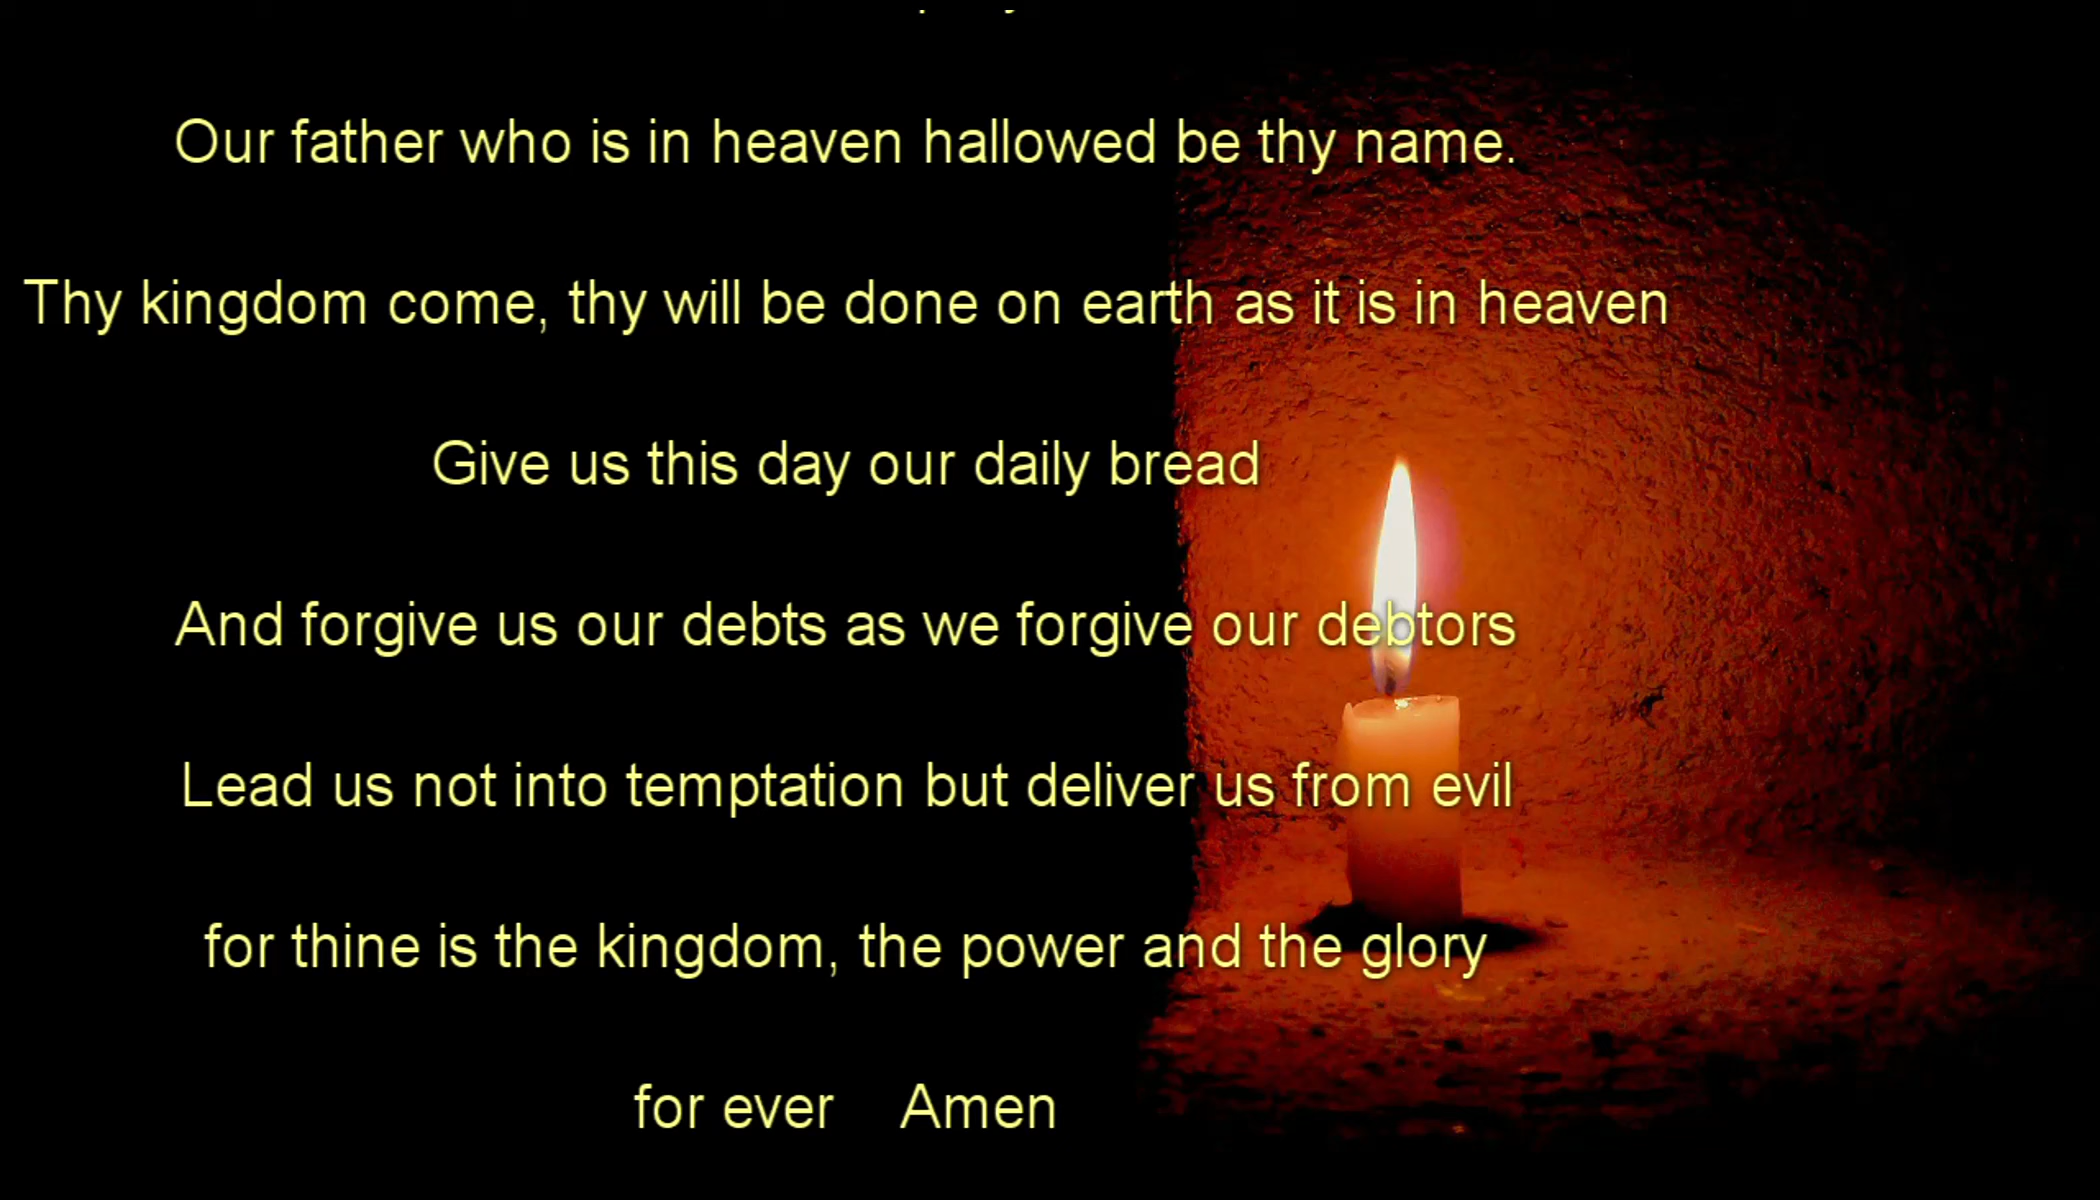 Our father who is in heaven hallowed be thy name.
Thy kingdom come, thy will be done on earth as it is in heaven
Give us this day our daily bread
And forgive us our debts as we forgive our debtors
Lead us not into temptation but deliver us from evil
for thine is the kingdom, the power and the glory
for ever Amen